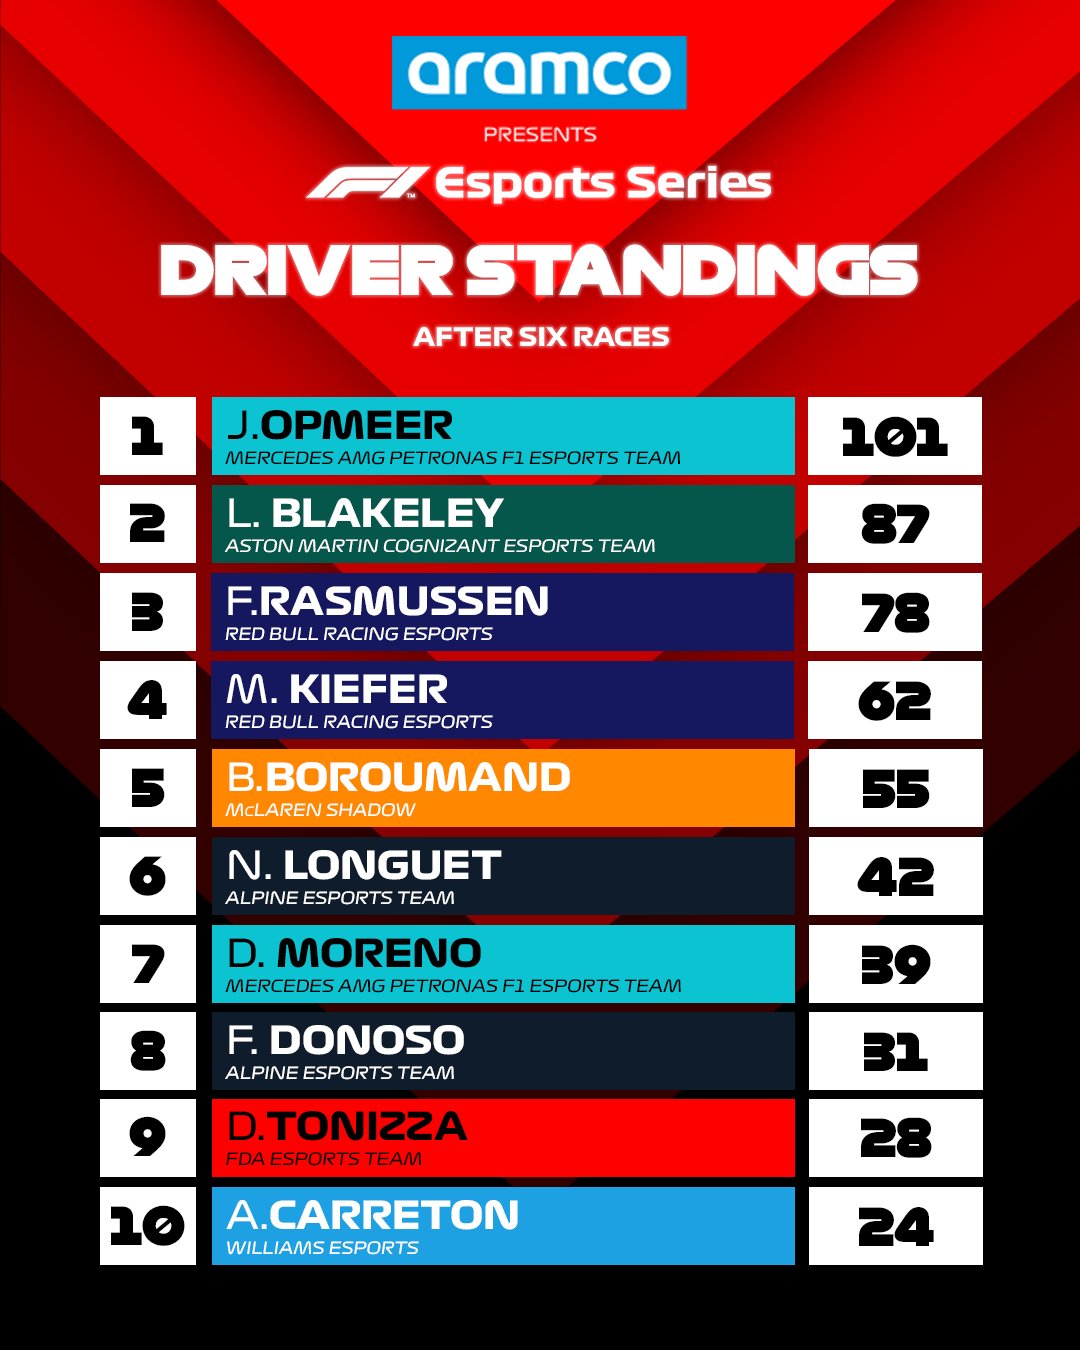 aramco
PRESENTS
F1™ Esports Series
DRIVER STANDINGS
AFTER SIX RACES
1
J.OPMEER
MERCEDES AMG PETRONAS F1 ESPORTS TEAM
101
2
L. BLAKELEY
ASTON MARTIN COGNIZANT ESPORTS TEAM
87
3
F.RASMUSSEN
RED BULL RACING ESPORTS
78
4
M. KIEFER
RED BULL RACING ESPORTS
62
5
B.BOROUMAND
McLAREN SHADOW
55
6
N. LONGUET
ALPINE ESPORTS TEAM
42
7
D. MORENO
MERCEDES AMG PETRONAS F1 ESPORTS TEAM
39
8
F. DONOSO
ALPINE ESPORTS TEAM
31
9
D.TONIZZA
FDA ESPORTS TEAM
28
10
A.CARRETON
WILLIAMS ESPORTS
24